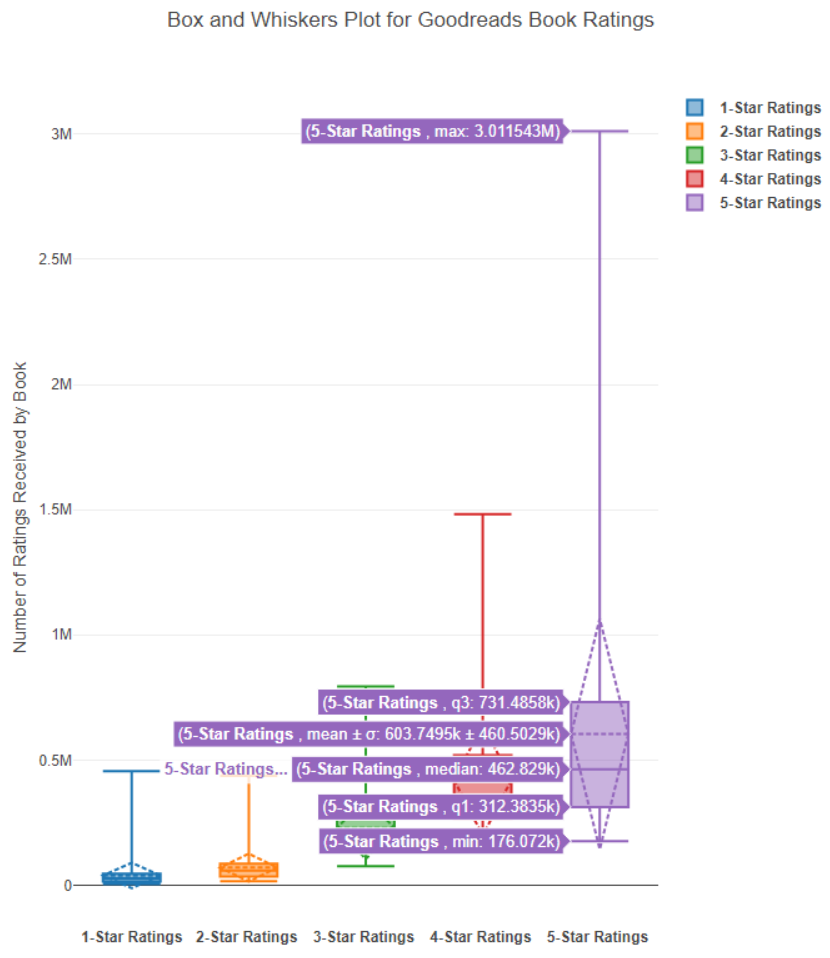 Box and Whiskers Plot for Goodreads Book Ratings
1-Star Ratings
2-Star Ratings
3-Star Ratings
4-Star Ratings
5-Star Ratings
Number of Ratings Received by Book
3M
2.5M
2M
1.5M
1M
0.5M
0
(5-Star Ratings , max: 3.011543M)
(5-Star Ratings , q3: 731.4858k)
(5-Star Ratings , mean ± σ: 603.7495k ± 460.5029k)
5-Star Ratings... (5-Star Ratings , median: 462.829k)
(5-Star Ratings , q1: 312.3835k)
(5-Star Ratings , min: 176.072k)
1-Star Ratings 2-Star Ratings 3-Star Ratings 4-Star Ratings 5-Star Ratings